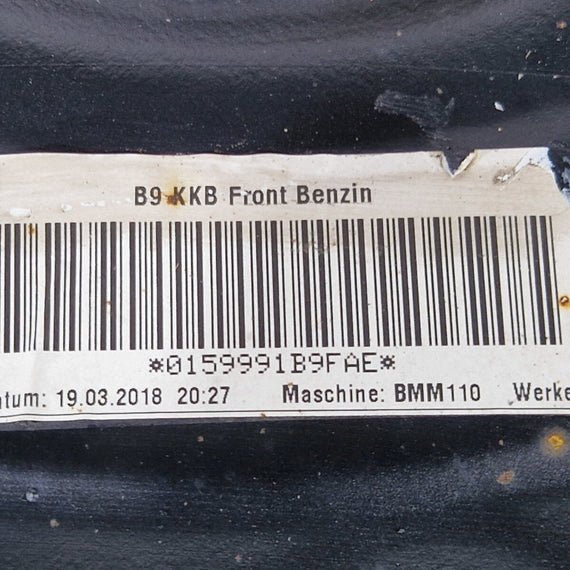 B9 KKB Front Benzin
*0159991B9FAE*
atum: 19.03.2018 20:27 Maschine: BMM110 Werke